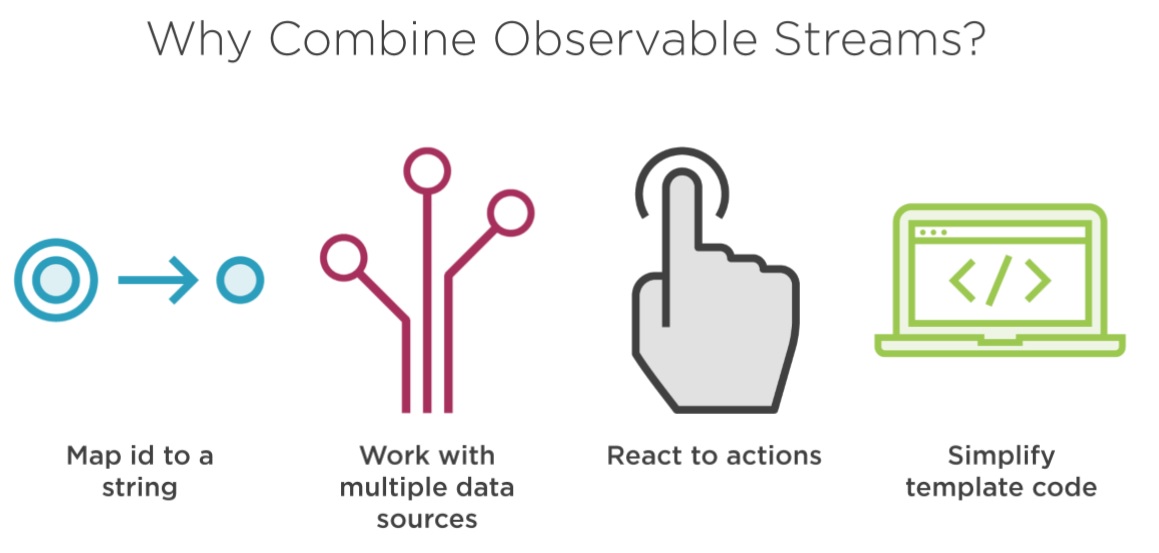 Why Combine Observable Streams?
Map id to a
string
Work with
multiple data
sources
React to actions
Simplify
template code